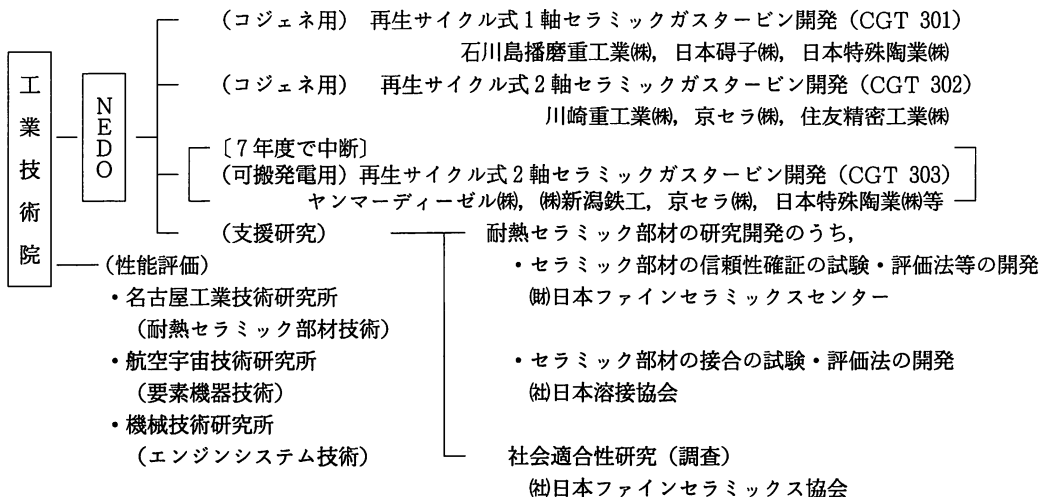 工業技術院
NEDO
(コジェネ用) 再生サイクル式1軸セラミックガスタービン開発 (CGT 301)
石川島播磨重工業㈱, 日本碍子㈱, 日本特殊陶業㈱
(コジェネ用) 再生サイクル式2軸セラミックガスタービン開発 (CGT 302)
川崎重工業㈱, 京セラ㈱, 住友精密工業㈱
〔7年度で中断〕
(可搬発電用) 再生サイクル式2軸セラミックガスタービン開発 (CGT 303)
ヤンマーディーゼル㈱, ㈱新潟鉄工, 京セラ㈱, 日本特殊陶業㈱等
(支援研究)
耐熱セラミック部材の研究開発のうち,
・セラミック部材の信頼性確証の試験・評価法等の開発
㈶日本ファインセラミックスセンター
・セラミック部材の接合の試験・評価法の開発
㈳日本溶接協会
社会適合性研究 (調査)
㈳日本ファインセラミックス協会
(性能評価)
・名古屋工業技術研究所
(耐熱セラミック部材技術)
・航空宇宙技術研究所
(要素機器技術)
・機械技術研究所
(エンジンシステム技術)